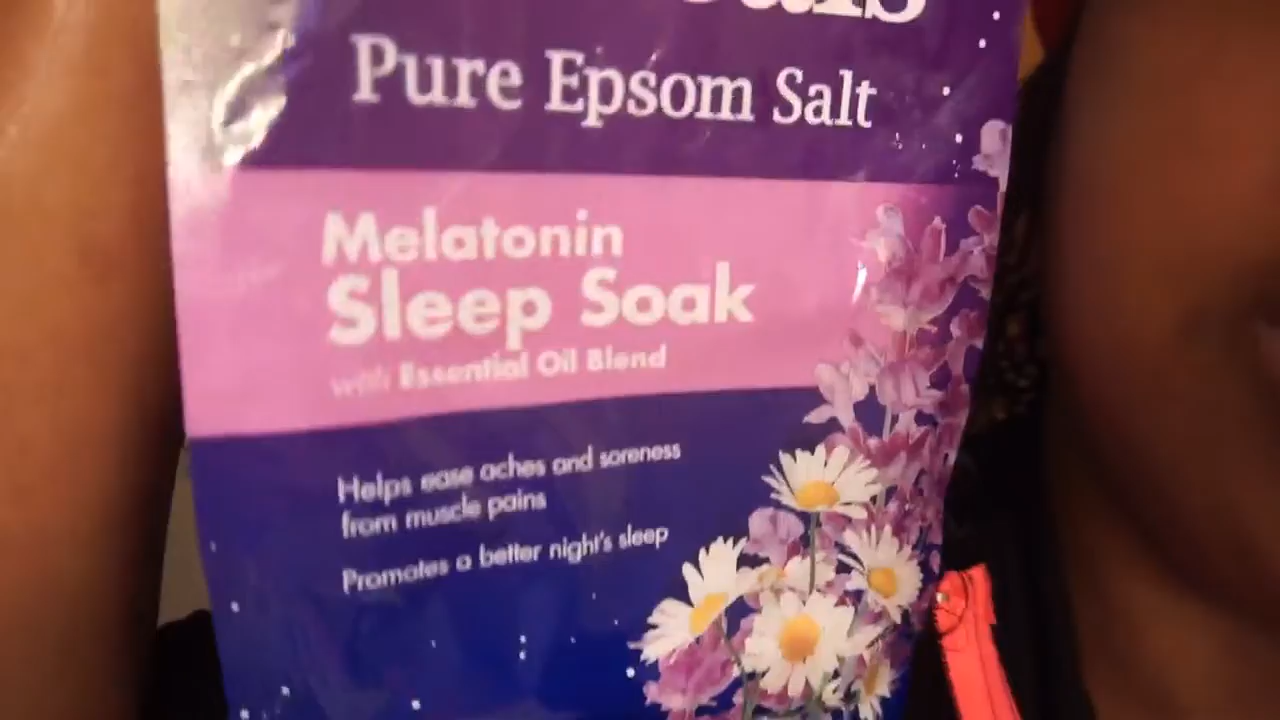 Pure Epsom Salt
Melatonin
Sleep Soak
with Essential Oil Blend
Helps ease aches and soreness
from muscle pains
Promotes a better night's sleep